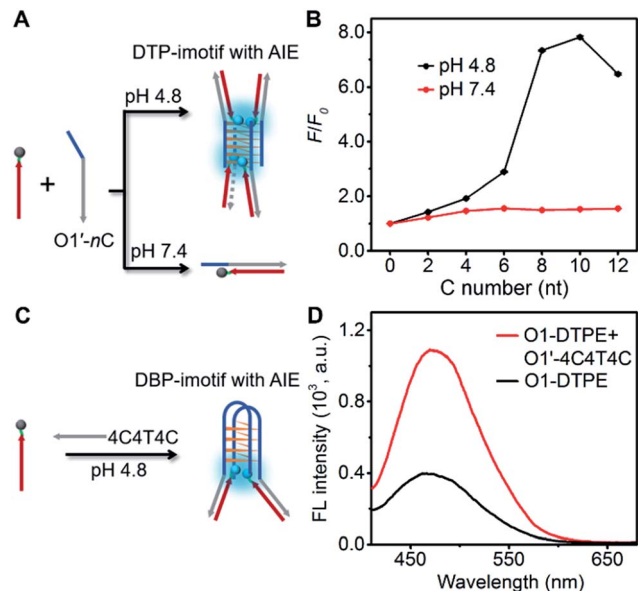 A
DTP-imotif with AIE
pH 4.8
+
O1'-nC
pH 7.4
B
F/F0
8.0
6.0
4.0
2.0
0.0
pH 4.8
pH 7.4
0 2 4 6 8 10 12
C number (nt)
C
DBP-imotif with AIE
4C4T4C
pH 4.8
D
FL intensity (10³, a.u.)
1.2
0.8
0.4
0.0
O1-DTPE+
O1'-4C4T4C
O1-DTPE
450 550 650
Wavelength (nm)